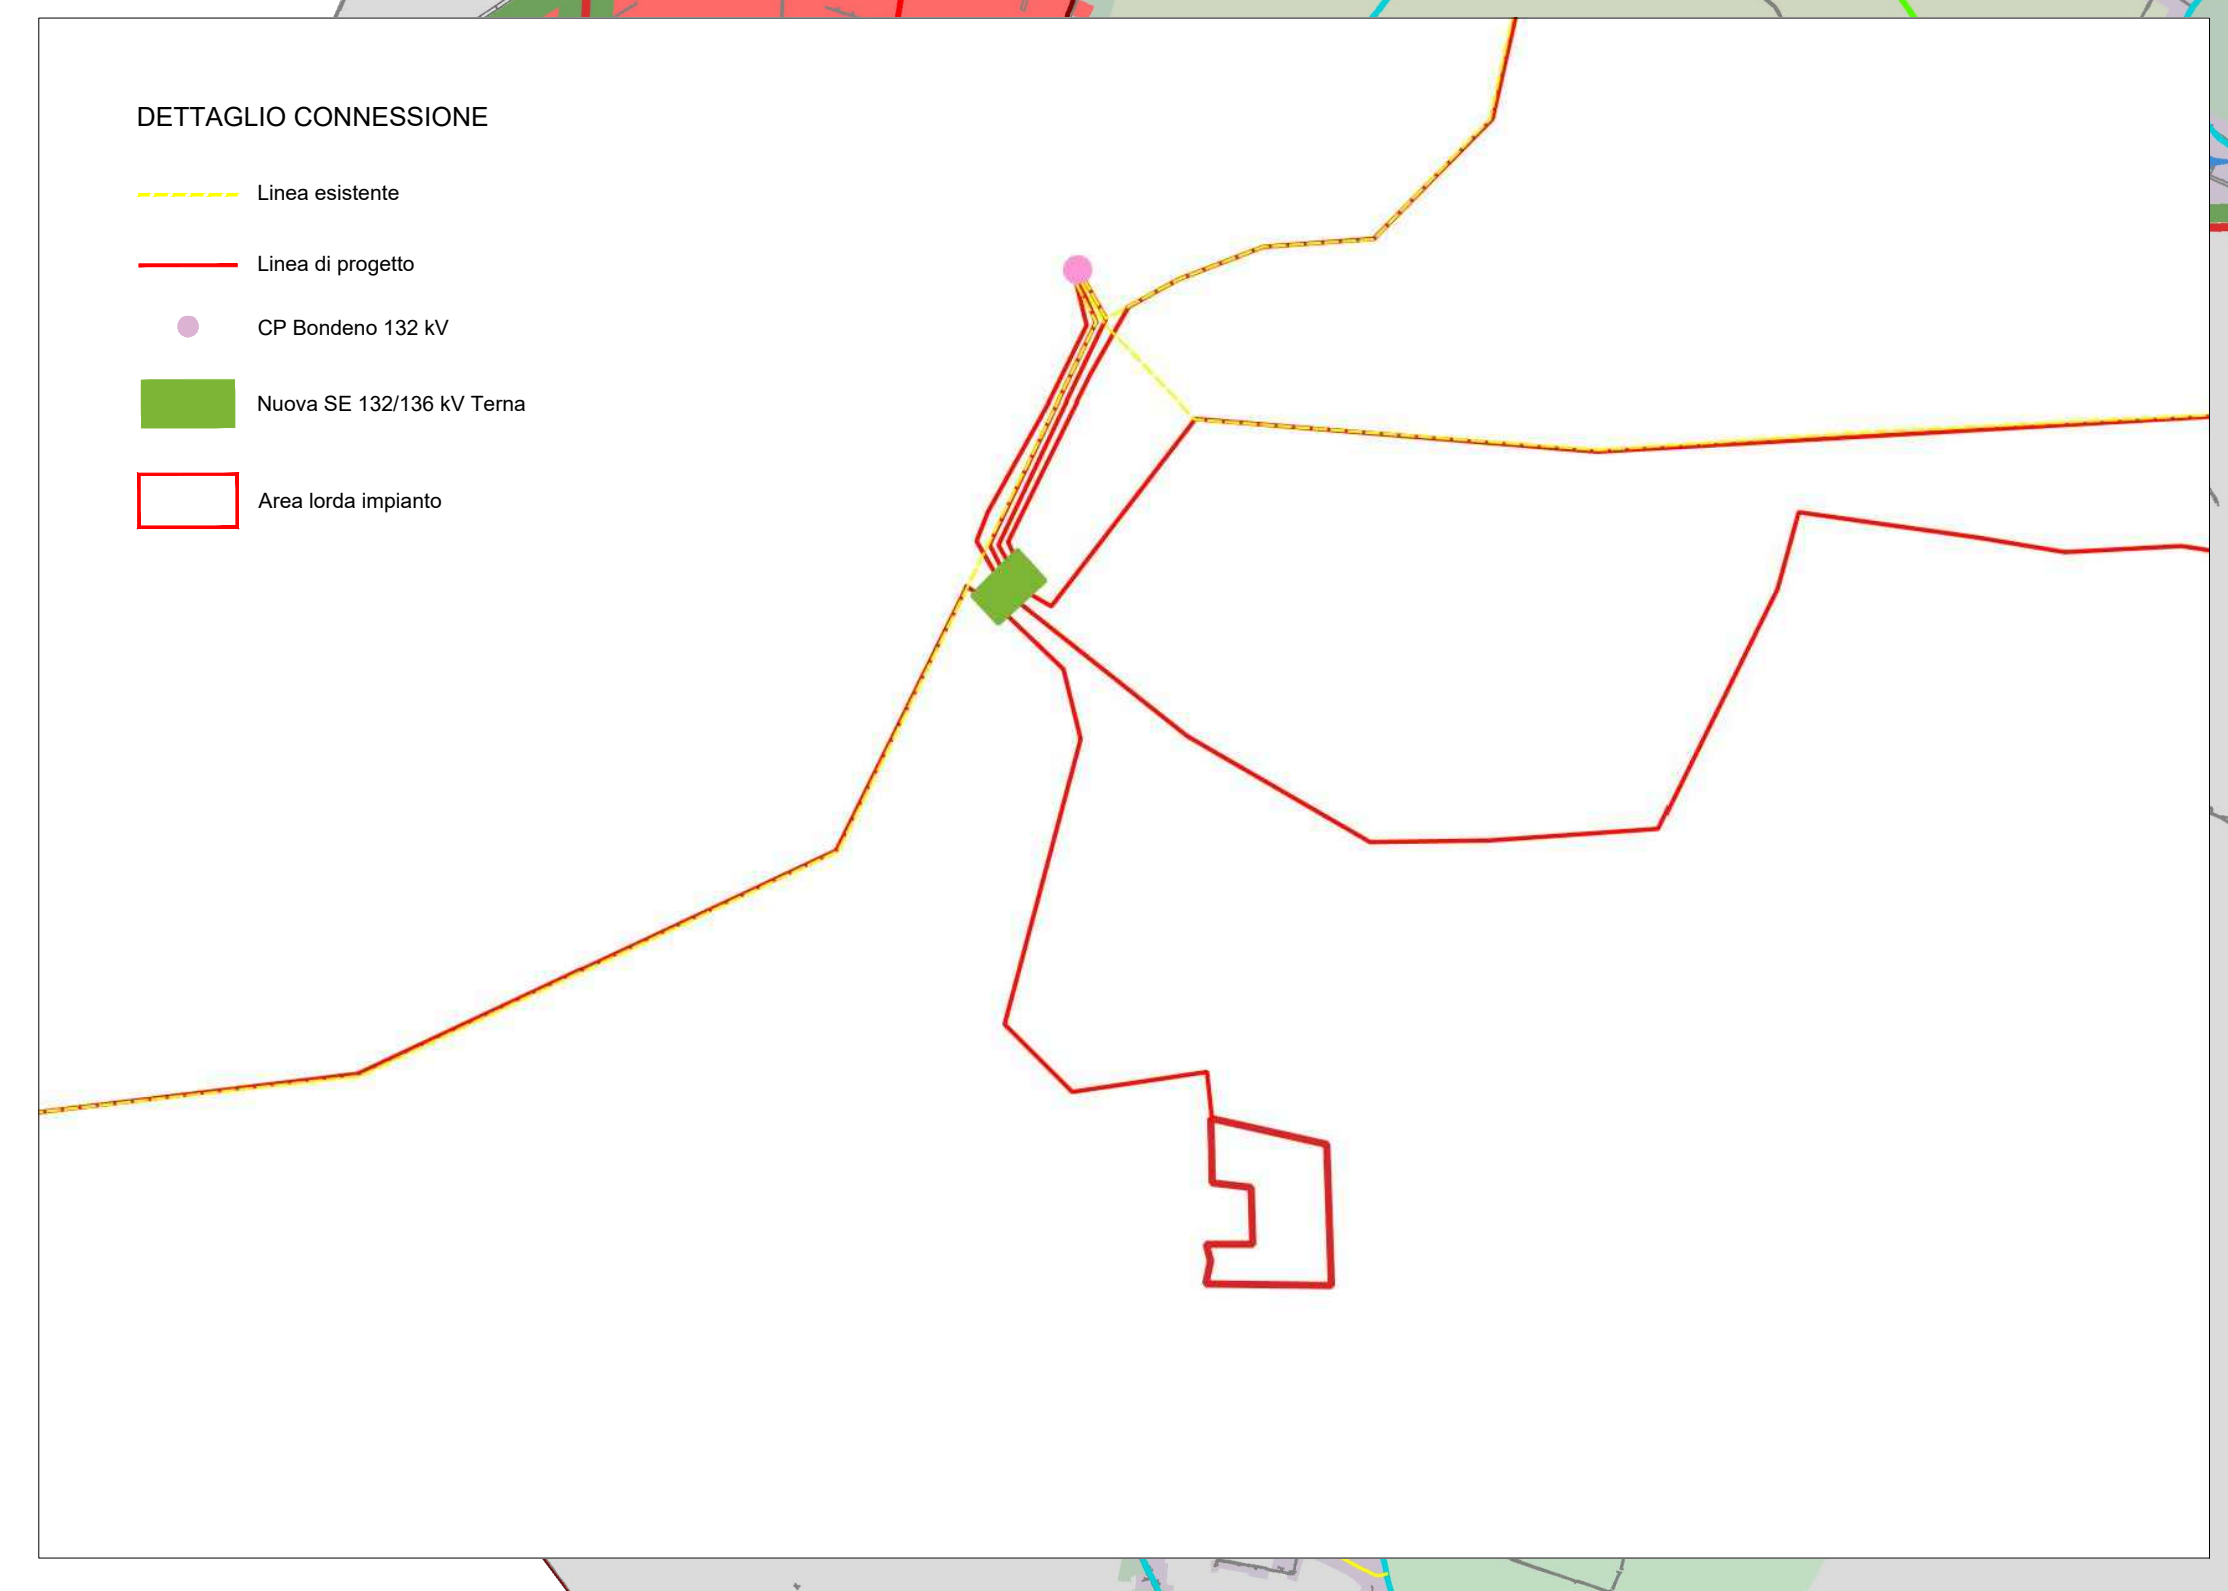 DETTAGLIO CONNESSIONE
Linea esistente
Linea di progetto
CP Bondeno 132 kV
Nuova SE 132/136 kV Terna
Area lorda impianto